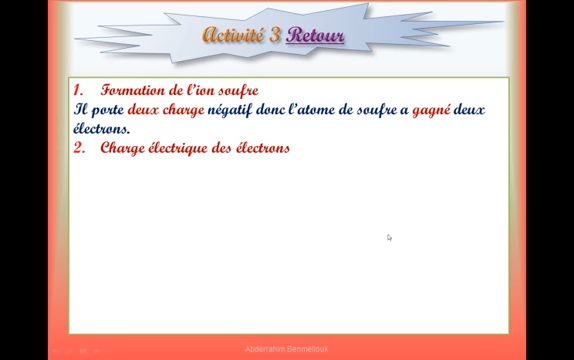 Activité 3 Retour
1. Formation de l'ion soufre
Il porte deux charge négatif donc l'atome de soufre a gagné deux
électrons.
2. Charge électrique des électrons
Abderrahim Benniellouk